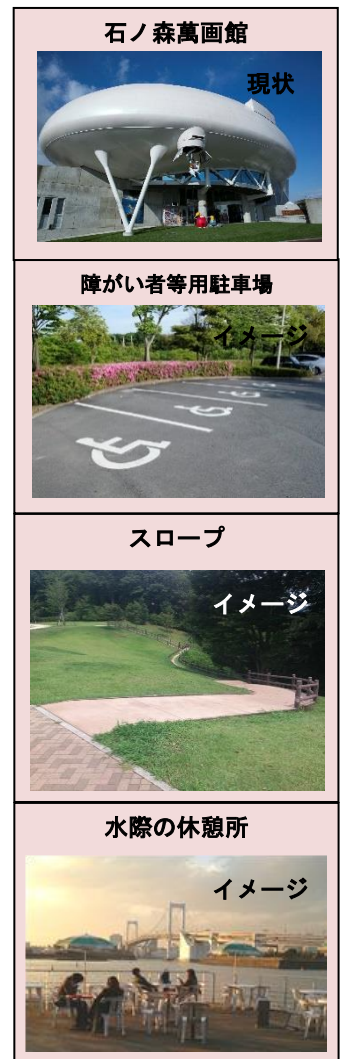 石ノ森萬画館
現状
障がい者等用駐車場
イメージ
スロープ
イメージ
水際の休憩所
イメージ